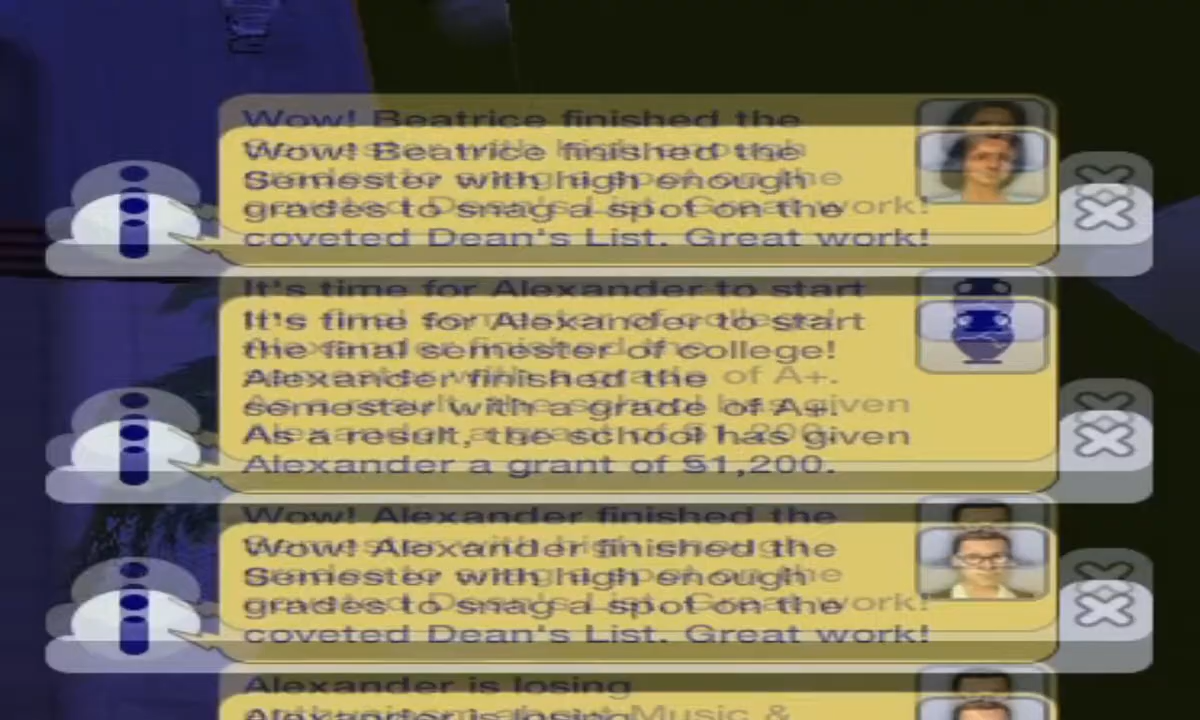 Wow! Beatrice finished the
Semester with high enough
grades to snag a spot on the
coveted Dean's List. Great work!
It's time for Alexander to start
the final semester of college!
Alexander finished the
semester with a grade of A+.
As a result, the school has given
Alexander a grant of §1,200.
Wow! Alexander finished the
Semester with high enough
grades to snag a spot on the
coveted Dean's List. Great work!
Alexander is losing
enthusiasm about Music &